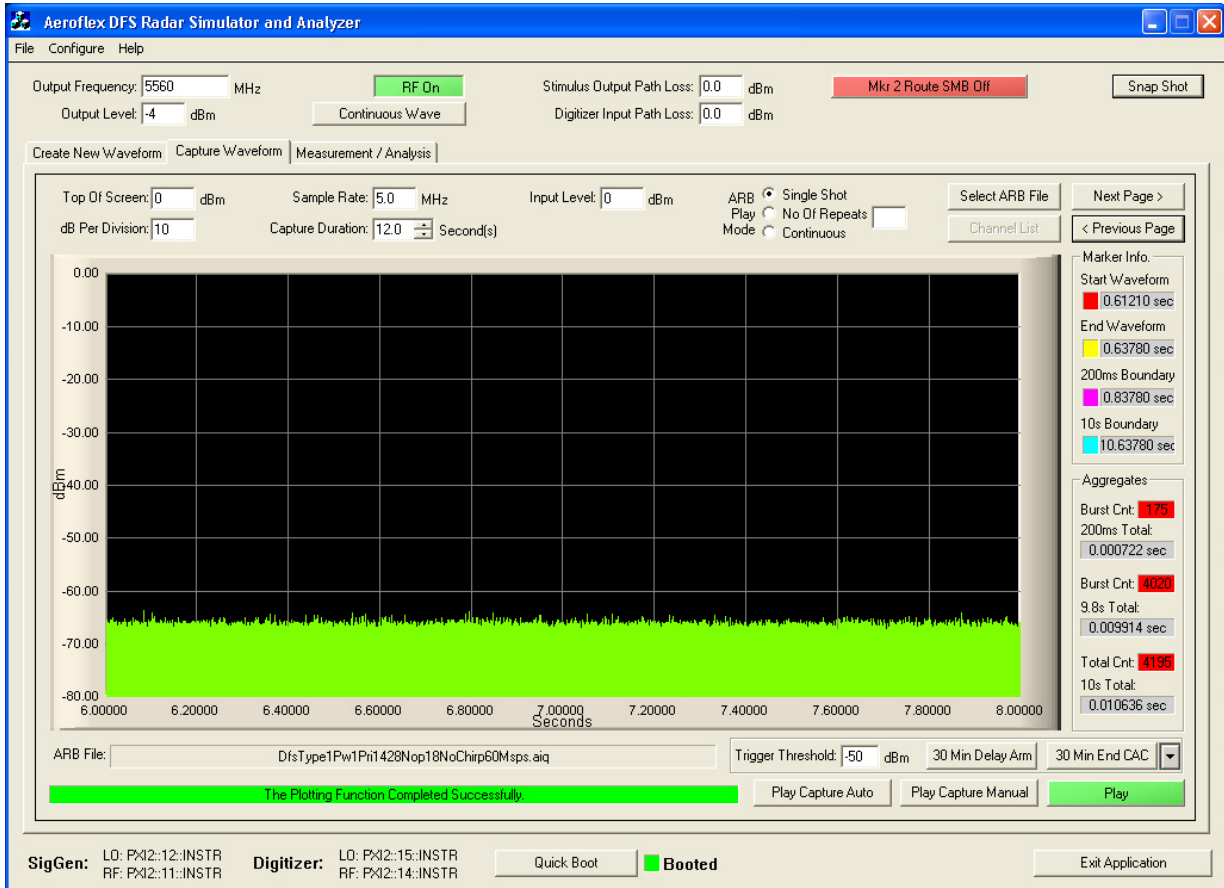 Aeroflex DFS Radar Simulator and Analyzer
File Configure Help
Output Frequency: 5560 MHz RF On Stimulus Output Path Loss: 0.0 dBm Mkr 2 Route SMB Off Snap Shot
Output Level: -4 dBm Continuous Wave Digitizer Input Path Loss: 0.0 dBm
Create New Waveform Capture Waveform Measurement / Analysis
Top Of Screen: 0 dBm Sample Rate: 5.0 MHz Input Level: 0 dBm ARB Play Mode Single Shot Select ARB File Next Page >
No Of Repeats
dB Per Division: 10 Capture Duration: 12.0 Second(s) Continuous Channel List < Previous Page
0.00
-10.00
-20.00
-30.00
-40.00
-50.00
-60.00
-70.00
-80.00
dBm
6.00000 6.20000 6.40000 6.60000 6.80000 7.00000 7.20000 7.40000 7.60000 7.80000 8.00000
Seconds
Marker Info.
Start Waveform
0.61210 sec
End Waveform
0.63780 sec
200ms Boundary
0.83780 sec
10s Boundary
10.63780 sec
Aggregates
Burst Cnt: 175
200ms Total:
0.000722 sec
Burst Cnt: 4020
9.8s Total:
0.009914 sec
Total Cnt: 4195
10s Total:
0.010636 sec
ARB File: DfsType1Pw1Pri1428Nop18NoChirp60Msps.aiq Trigger Threshold: -50 dBm 30 Min Delay Arm 30 Min End CAC
The Plotting Function Completed Successfully. Play Capture Auto Play Capture Manual Play
SigGen: LO: PXI2::12::INSTR Digitizer: LO: PXI2::15::INSTR Quick Boot Booted Exit Application
RF: PXI2::11::INSTR RF: PXI2::14::INSTR